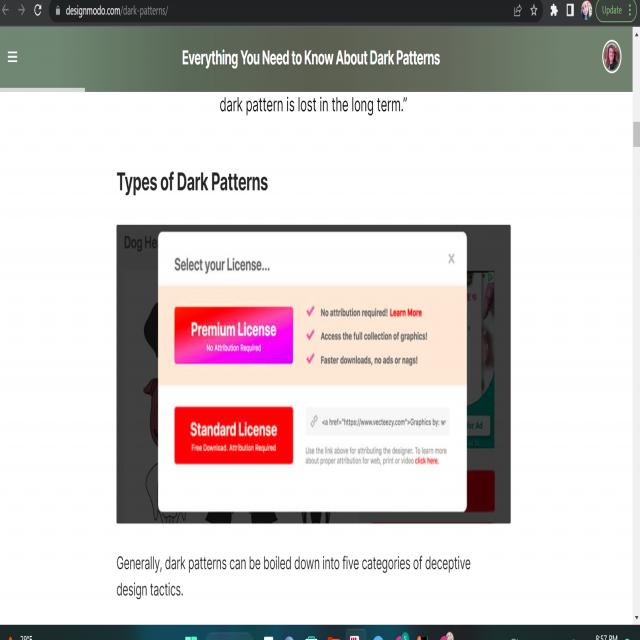 designmodo.com/dark-patterns/
Update
Everything You Need to Know About Dark Patterns
dark pattern is lost in the long term.”
Types of Dark Patterns
Dog He
Select your License...
X
Premium License
No Attribution Required
No attribution required! Learn More
Access the full collection of graphics!
Faster downloads, no ads or nags!
Standard License
Free Download. Attribution Required
<a href="https://www.vecteezy.com">Graphics by: w
Use the link above for attributing the designer. To learn more
about proper attribution for web, print or video click here.
Ad
Generally, dark patterns can be boiled down into five categories of deceptive
design tactics.
8:57 PM